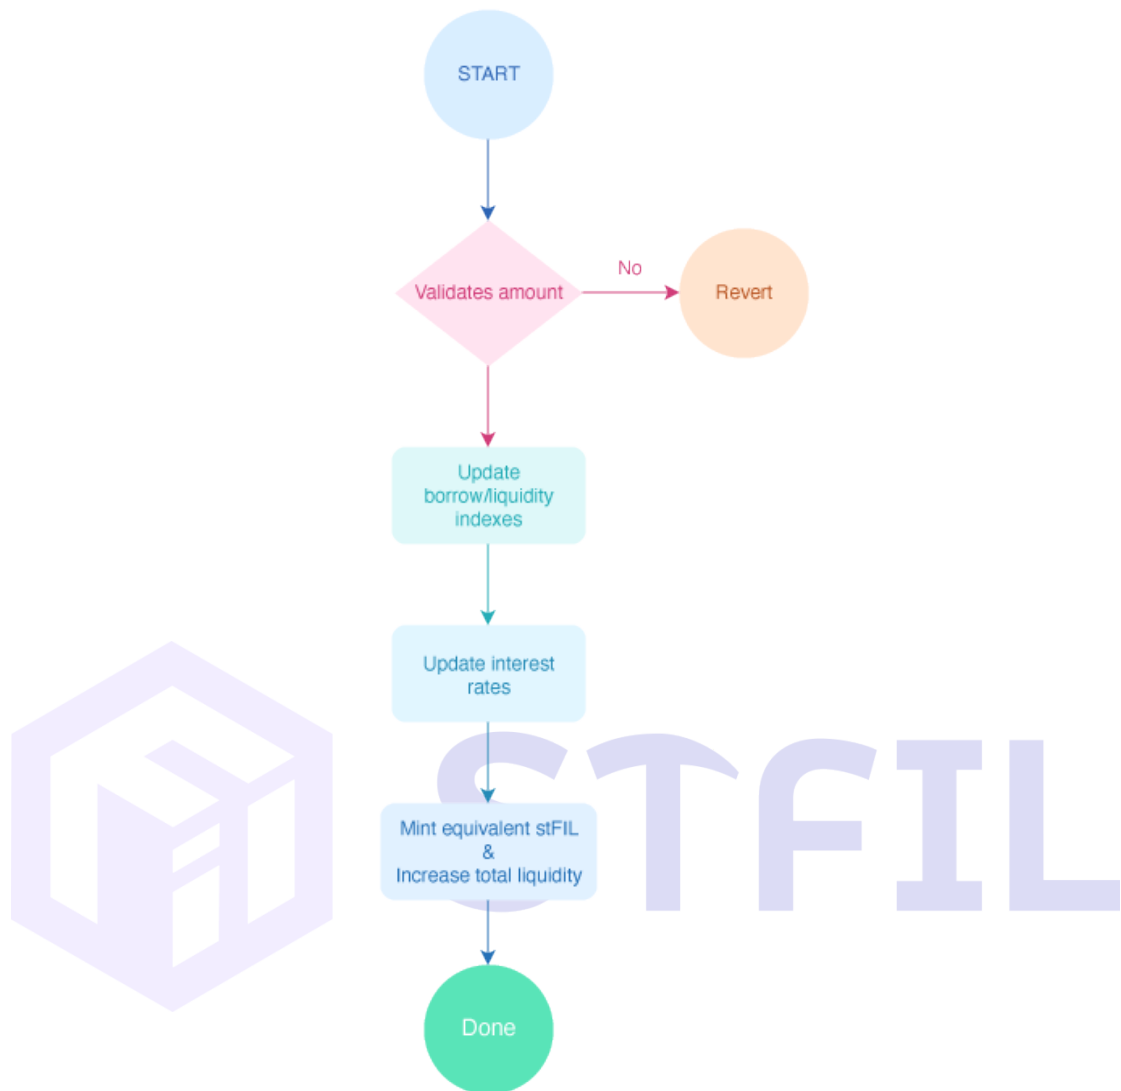 START
Validates amount
No
Revert
Update
borrow/liquidity
indexes
Update interest
rates
Mint equivalent stFIL
&
Increase total liquidity
STFIL
Done